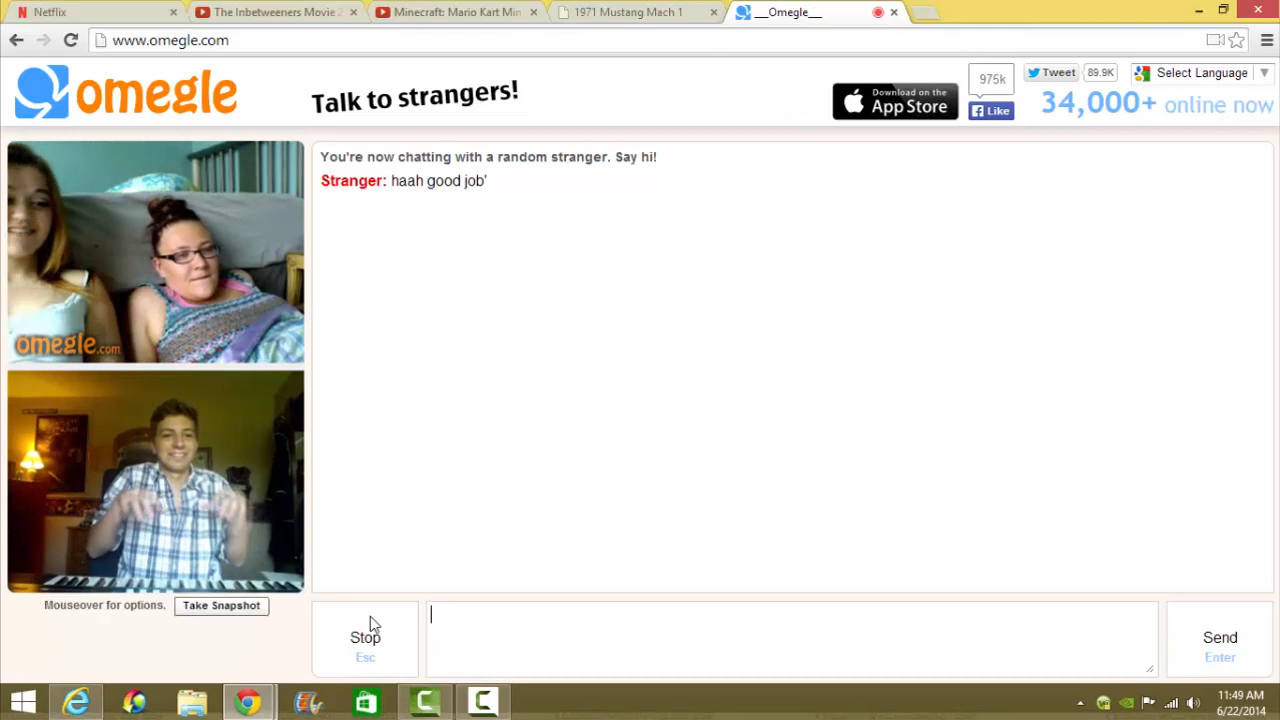 Netflix
The Inbetweeners Movie 2
Minecraft: Mario Kart Min
1971 Mustang Mach 1
__Omegle__
www.omegle.com
omegle
Talk to strangers!
Download on the
App Store
975k
Like
Tweet
89.9K
Select Language
34,000+ online now
You're now chatting with a random stranger. Say hi!
Stranger: haah good job'
omegle.com
Mouseover for options.
Take Snapshot
Stop
Esc
Send
Enter
11:49 AM
6/22/2014